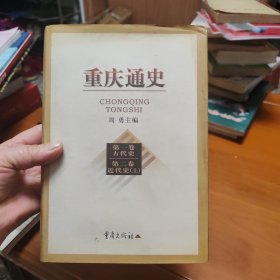 重庆通史
CHONGQING
TONGSHI
周勇主编
第一卷
古代史
第二卷
近代史(上)
重庆出版社